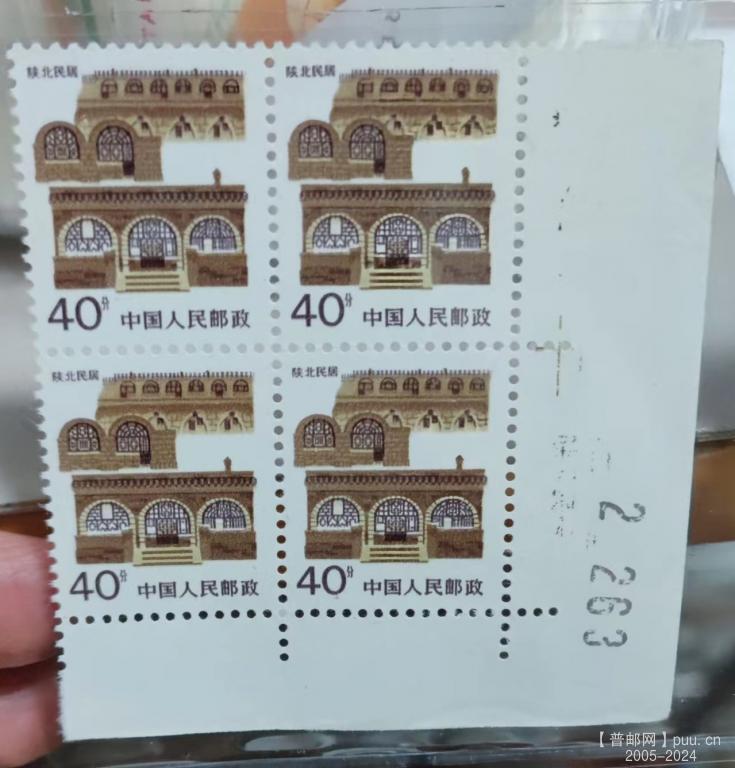 陕北民居
40分 中国人民邮政
陕北民居
40分 中国人民邮政
陕北民居
40分 中国人民邮政
陕北民居
40分 中国人民邮政
2 263
【普邮网】puu.cn
2005-2024